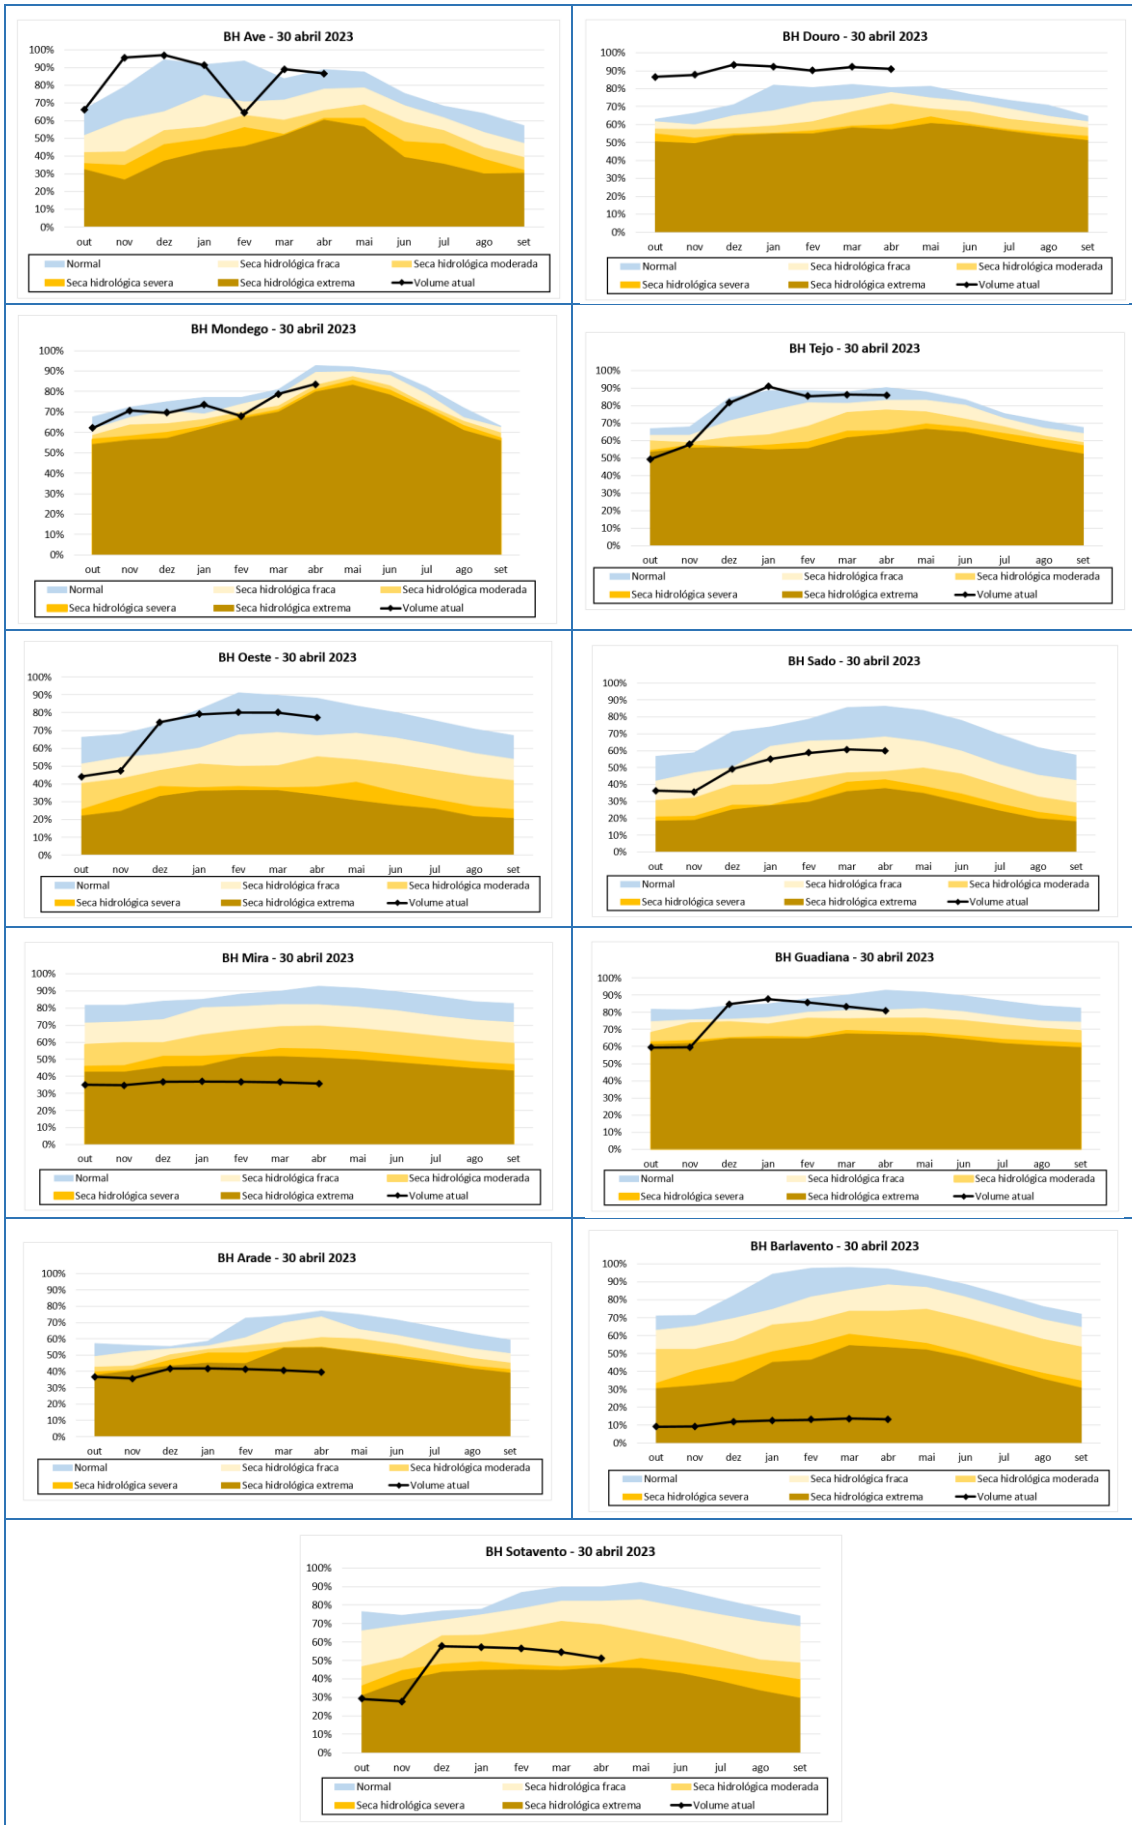 BH Ave - 30 abril 2023
100%
90%
80%
70%
60%
50%
40%
30%
20%
10%
0%
out nov dez jan fev mar abr mai jun jul ago set
Normal Seca hidrológica fraca Seca hidrológica moderada
Seca hidrológica severa Seca hidrológica extrema Volume atual
BH Douro - 30 abril 2023
100%
90%
80%
70%
60%
50%
40%
30%
20%
10%
0%
out nov dez jan fev mar abr mai jun jul ago set
Normal Seca hidrológica fraca Seca hidrológica moderada
Seca hidrológica severa Seca hidrológica extrema Volume atual
BH Mondego - 30 abril 2023
100%
90%
80%
70%
60%
50%
40%
30%
20%
10%
0%
out nov dez jan fev mar abr mai jun jul ago set
Normal Seca hidrológica fraca Seca hidrológica moderada
Seca hidrológica severa Seca hidrológica extrema Volume atual
BH Tejo - 30 abril 2023
100%
90%
80%
70%
60%
50%
40%
30%
20%
10%
0%
out nov dez jan fev mar abr mai jun jul ago set
Normal Seca hidrológica fraca Seca hidrológica moderada
Seca hidrológica severa Seca hidrológica extrema Volume atual
BH Oeste - 30 abril 2023
100%
90%
80%
70%
60%
50%
40%
30%
20%
10%
0%
out nov dez jan fev mar abr mai jun jul ago set
Normal Seca hidrológica fraca Seca hidrológica moderada
Seca hidrológica severa Seca hidrológica extrema Volume atual
BH Sado - 30 abril 2023
100%
90%
80%
70%
60%
50%
40%
30%
20%
10%
0%
out nov dez jan fev mar abr mai jun jul ago set
Normal Seca hidrológica fraca Seca hidrológica moderada
Seca hidrológica severa Seca hidrológica extrema Volume atual
BH Mira - 30 abril 2023
100%
90%
80%
70%
60%
50%
40%
30%
20%
10%
0%
out nov dez jan fev mar abr mai jun jul ago set
Normal Seca hidrológica fraca Seca hidrológica moderada
Seca hidrológica severa Seca hidrológica extrema Volume atual
BH Guadiana - 30 abril 2023
100%
90%
80%
70%
60%
50%
40%
30%
20%
10%
0%
out nov dez jan fev mar abr mai jun jul ago set
Normal Seca hidrológica fraca Seca hidrológica moderada
Seca hidrológica severa Seca hidrológica extrema Volume atual
BH Arade - 30 abril 2023
100%
90%
80%
70%
60%
50%
40%
30%
20%
10%
0%
out nov dez jan fev mar abr mai jun jul ago set
Normal Seca hidrológica fraca Seca hidrológica moderada
Seca hidrológica severa Seca hidrológica extrema Volume atual
BH Barlavento - 30 abril 2023
100%
90%
80%
70%
60%
50%
40%
30%
20%
10%
0%
out nov dez jan fev mar abr mai jun jul ago set
Normal Seca hidrológica fraca Seca hidrológica moderada
Seca hidrológica severa Seca hidrológica extrema Volume atual
BH Sotavento - 30 abril 2023
100%
90%
80%
70%
60%
50%
40%
30%
20%
10%
0%
out nov dez jan fev mar abr mai jun jul ago set
Normal Seca hidrológica fraca Seca hidrológica moderada
Seca hidrológica severa Seca hidrológica extrema Volume atual